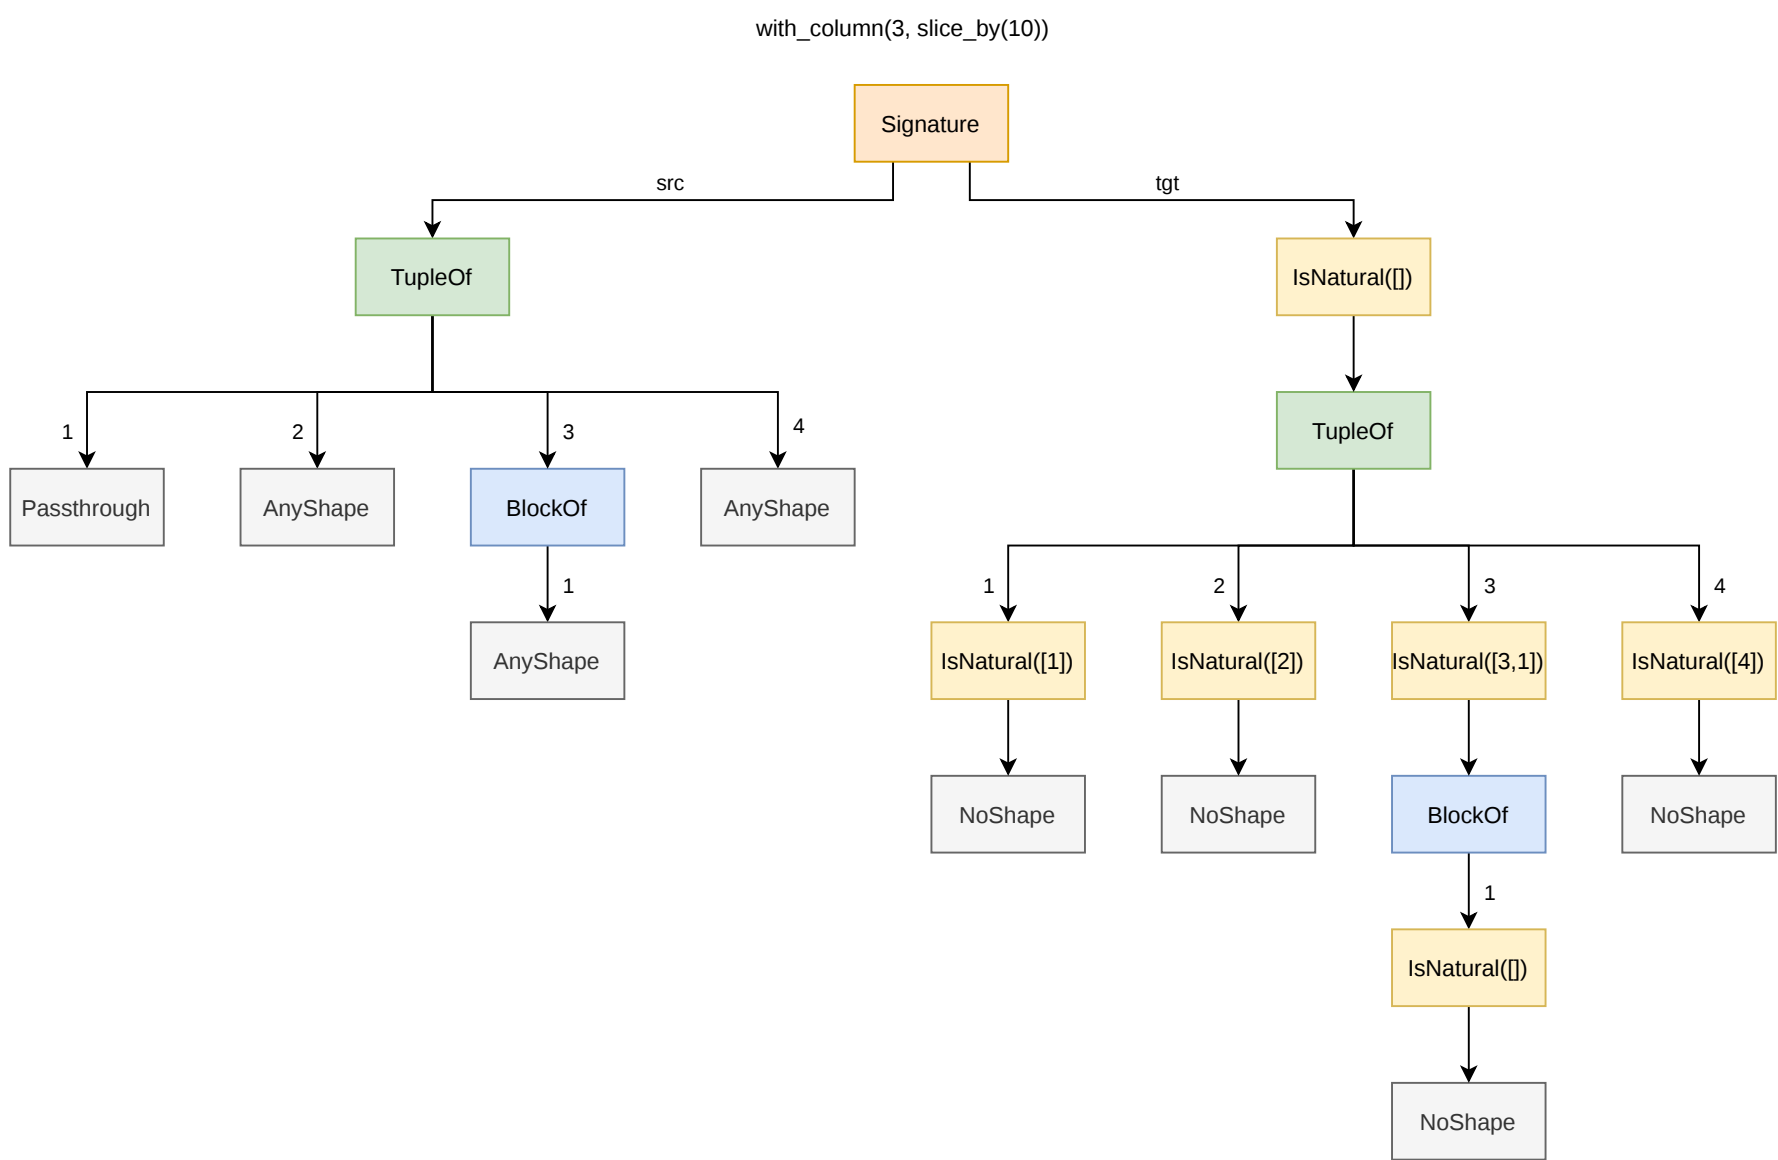 with_column(3, slice_by(10))
Signature
src
tgt
TupleOf
IsNatural([])
TupleOf
1
2
3
4
Passthrough
AnyShape
BlockOf
AnyShape
1
1
2
3
4
AnyShape
IsNatural([1])
IsNatural([2])
IsNatural([3,1])
IsNatural([4])
NoShape
NoShape
BlockOf
NoShape
1
IsNatural([])
NoShape